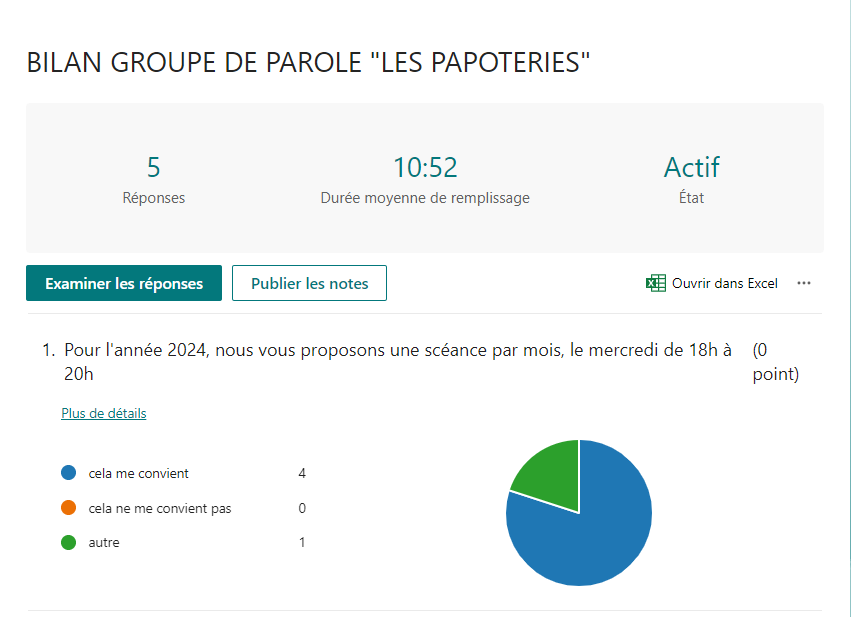 BILAN GROUPE DE PAROLE "LES PAPOTERIES"
5
Réponses
10:52
Durée moyenne de remplissage
Actif
État
Examiner les réponses
Publier les notes
Ouvrir dans Excel
1. Pour l'année 2024, nous vous proposons une scéance par mois, le mercredi de 18h à
20h
(0
point)
Plus de détails
cela me convient 4
cela ne me convient pas 0
autre 1